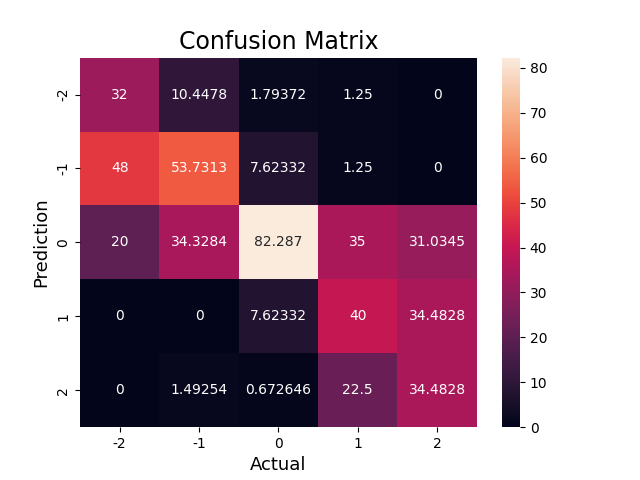 Confusion Matrix
-2 32 10.4478 1.79372 1.25 0
-1 48 53.7313 7.62332 1.25 0
0 20 34.3284 82.287 35 31.0345
1 0 0 7.62332 40 34.4828
2 0 1.49254 0.672646 22.5 34.4828
-2 -1 0 1 2
Prediction
Actual
80
70
60
50
40
30
20
10
0